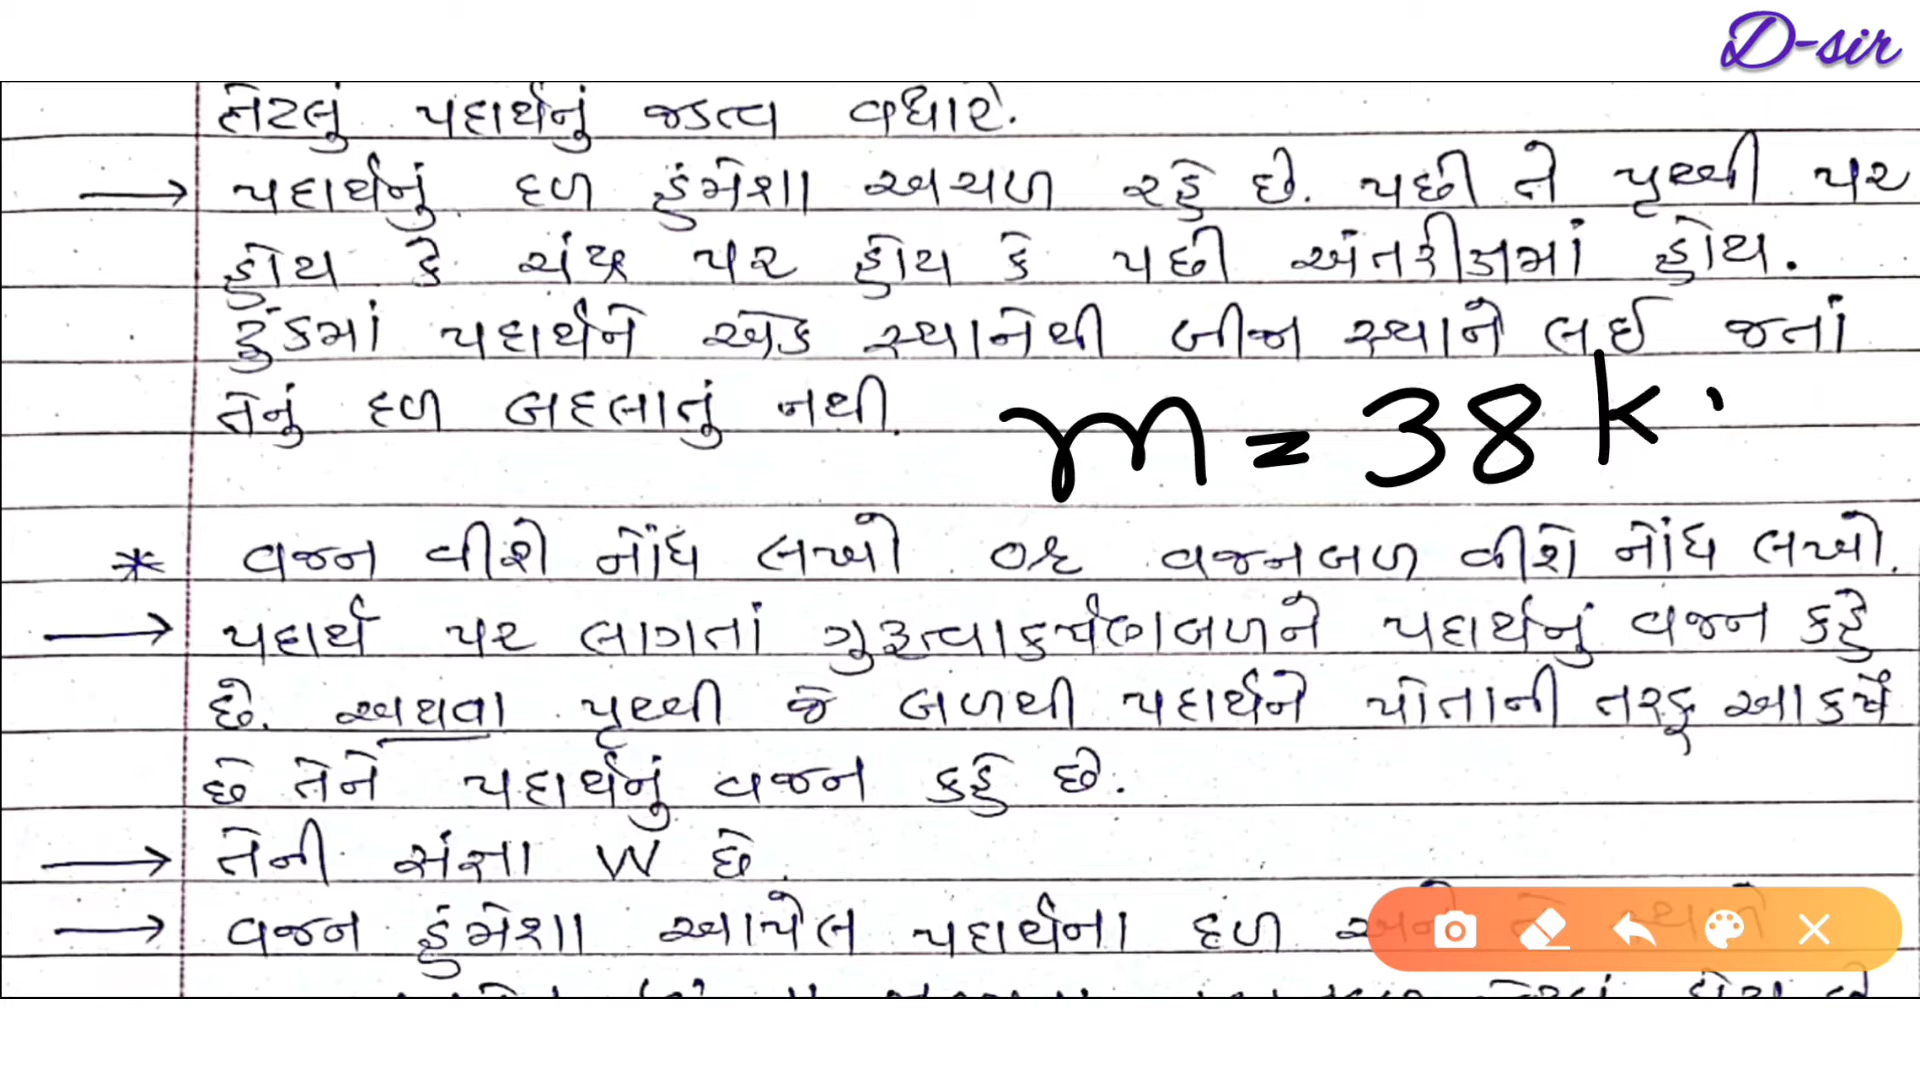 D-sir
તેટલું પદાર્થનું જડત્વ વધારે.
→ પદાર્થનું દળ હંમેશા અચળ રહે છે. પછી તે પૃથ્વી પર
હોય કે ચંદ્ર પર હોય કે પછી અંતરીક્ષમાં હોય.
ટુંકમાં પદાર્થને એક સ્થાનેથી બીજા સ્થાને લઈ જતાં
તેનું દળ બદલાતું નથી.
m = 38 k
* વજન વીશે નોંધ લખો OR વજનબળ વીશે નોંધ લખો.
→ પદાર્થ પર લાગતાં ગુરુત્વાકર્ષણબળને પદાર્થનું વજન કહે
છે. અથવા પૃથ્વી જે બળથી પદાર્થને પોતાની તરફ આકર્ષે
છે તેને પદાર્થનું વજન કહે છે.
→ તેની સંજ્ઞા W છે.
→ વજન હંમેશા આપેલ પદાર્થના દળ અને તે